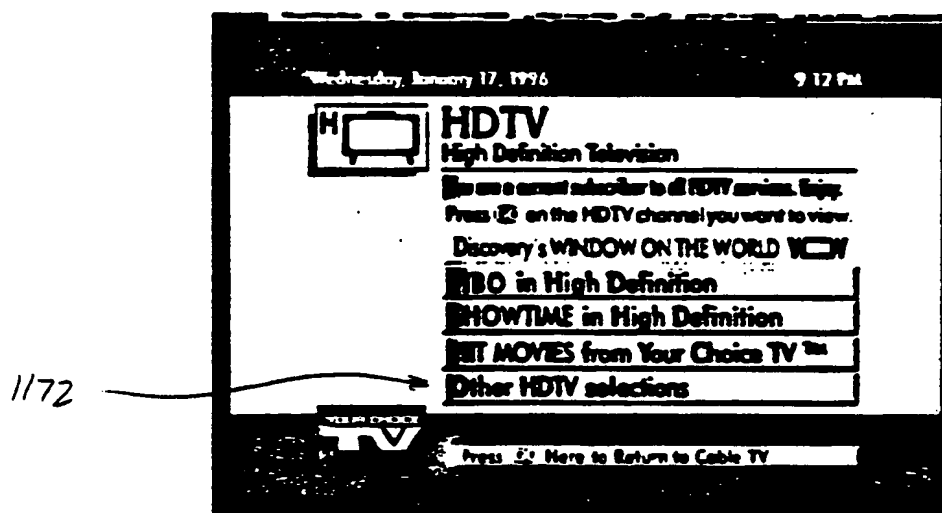 Wednesday, January 17, 1996 9 12 PM
H
HDTV
High Definition Television
You are a current subscriber to all HDTV services. Enjoy.
Press on the HDTV channel you want to view.
Discovery's WINDOW ON THE WORLD WOW
HBO in High Definition
SHOWTIME in High Definition
HIT MOVIES from Your Choice TV ™
Other HDTV selections
1172
TV
Press Here to Return to Cable TV